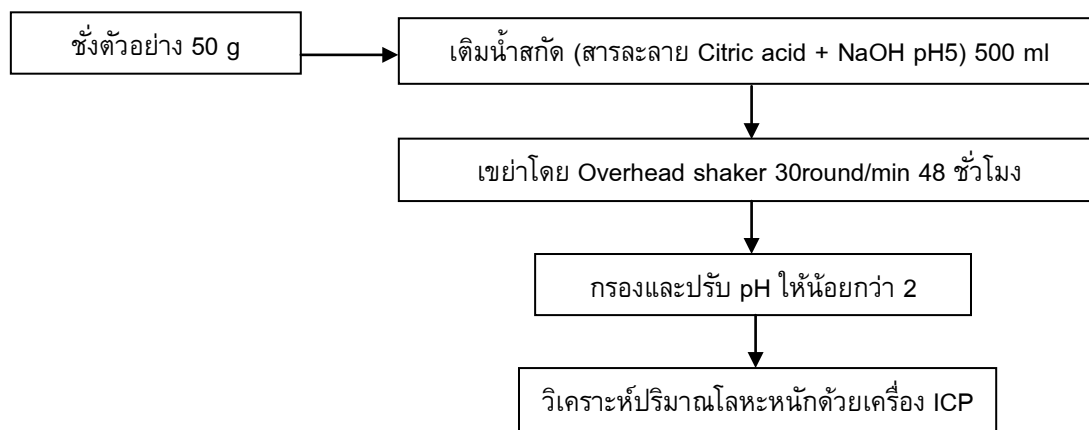 ชั่งตัวอย่าง 50 g
เติมน้ำสกัด (สารละลาย Citric acid + NaOH pH5) 500 ml
เขย่าโดย Overhead shaker 30round/min 48 ชั่วโมง
กรองและปรับ pH ให้น้อยกว่า 2
วิเคราะห์ปริมาณโลหะหนักด้วยเครื่อง ICP